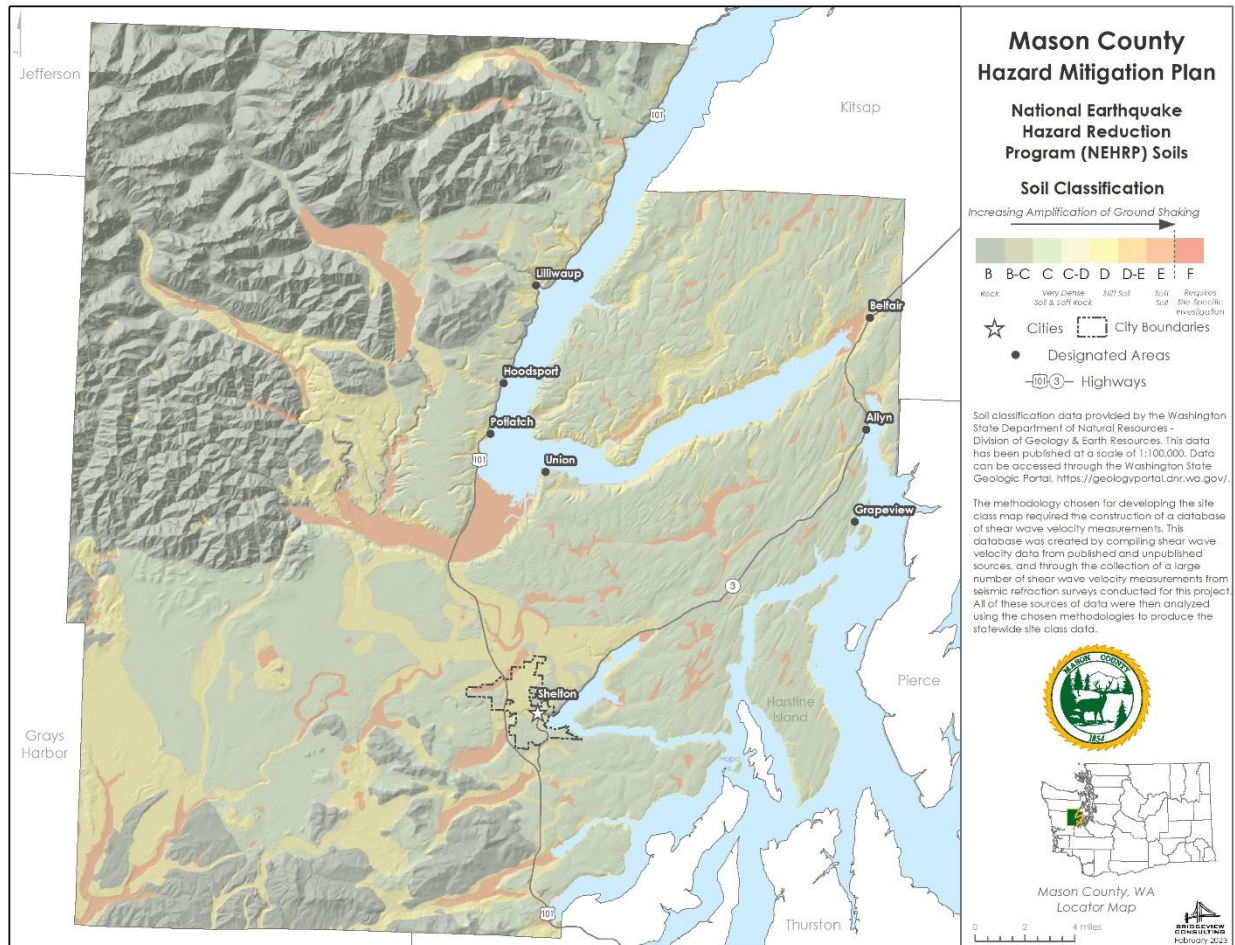 Mason County
Hazard Mitigation Plan
National Earthquake
Hazard Reduction
Program (NEHRP) Soils
Soil Classification
Increasing Amplification of Ground Shaking
B B-C C C-D D D-E E F
Rock
Very Dense
Soil & Soft Rock
Stiff Soil
Soft
Soil
Requires
Site Specific
Investigation
Cities
City Boundaries
Designated Areas
101 3 Highways
Soil classification data provided by the Washington
State Department of Natural Resources -
Division of Geology & Earth Resources. This data
has been published at a scale of 1:100,000. Data
can be accessed through the Washington State
Geologic Portal, https://geologyportal.dnr.wa.gov/.
The methodology chosen for developing the site
class map required the construction of a database
of shear wave velocity measurements. This
database was created by compiling shear wave
velocity data from published and unpublished
sources, and through the collection of a large
number of shear wave velocity measurements from
seismic refraction surveys conducted for this project.
All of these sources of data were then analyzed
using the chosen methodologies to produce the
statewide site class data.
MASON COUNTY
1854
Mason County, WA
Locator Map
0 2 4 miles
BRIDGEVIEW
CONSULTING
February 2023
Jefferson
Kitsap
101
Lilliwaup
Belfair
Hoodsport
Allyn
Potlatch
101
Union
Grapeview
3
Shelton
Pierce
Harstine
Island
Grays
Harbor
Hope
Thurston
101